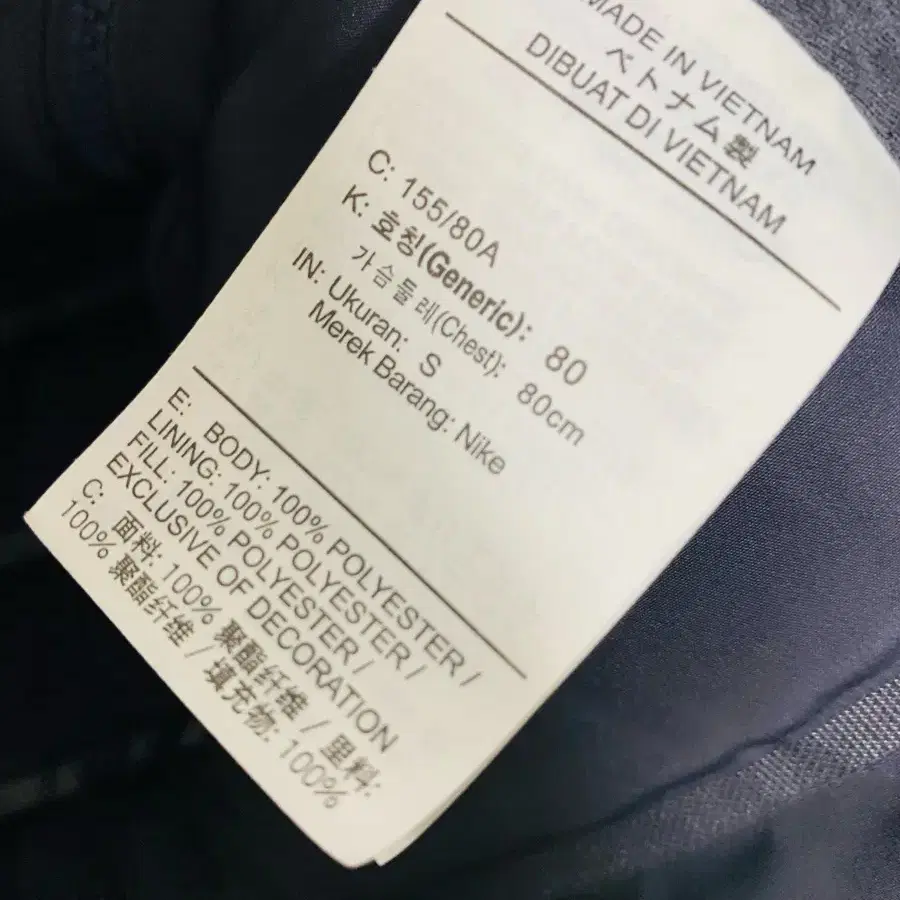 MADE IN VIETNAM
ベトナム製
DIBUAT DI VIETNAM
C: 155/80A
K: 호칭(Generic): 80
가슴둘레(Chest): 80cm
IN: Ukuran: S
Merek Barang: Nike
E: BODY: 100% POLYESTER /
LINING: 100% POLYESTER /
FILL: 100% POLYESTER /
EXCLUSIVE OF DECORATION
C: 面料: 100% 聚酯纤维 / 里料:
100% 聚酯纤维 / 填充物: 100%